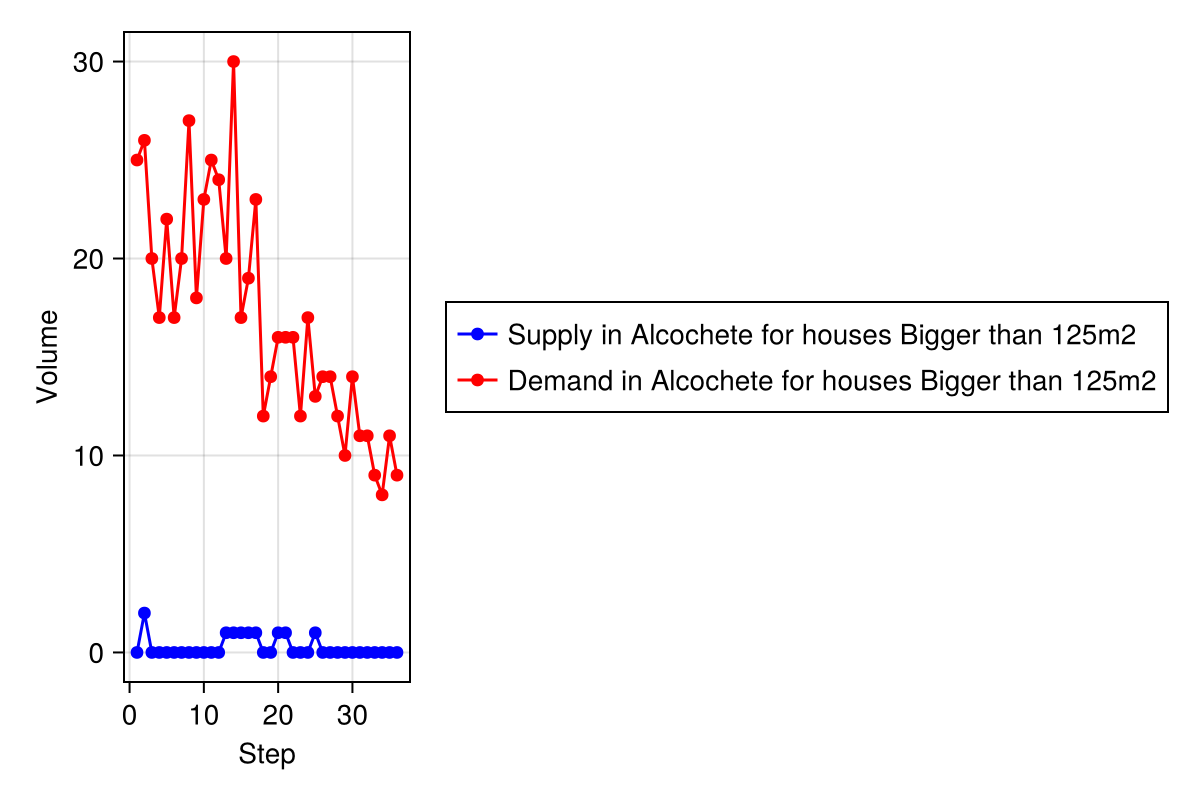 30
20
10
0
Volume
0 10 20 30
Step
Supply in Alcochete for houses Bigger than 125m2
Demand in Alcochete for houses Bigger than 125m2